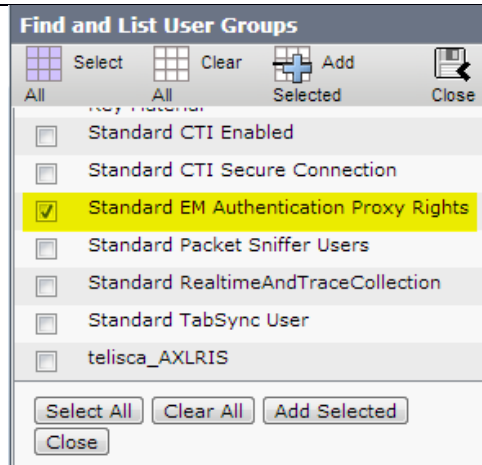 Find and List User Groups
Select All Clear All Add Selected Close
Key Material
Standard CTI Enabled
Standard CTI Secure Connection
Standard EM Authentication Proxy Rights
Standard Packet Sniffer Users
Standard RealtimeAndTraceCollection
Standard TabSync User
telisca_AXLRIS
Select All Clear All Add Selected
Close